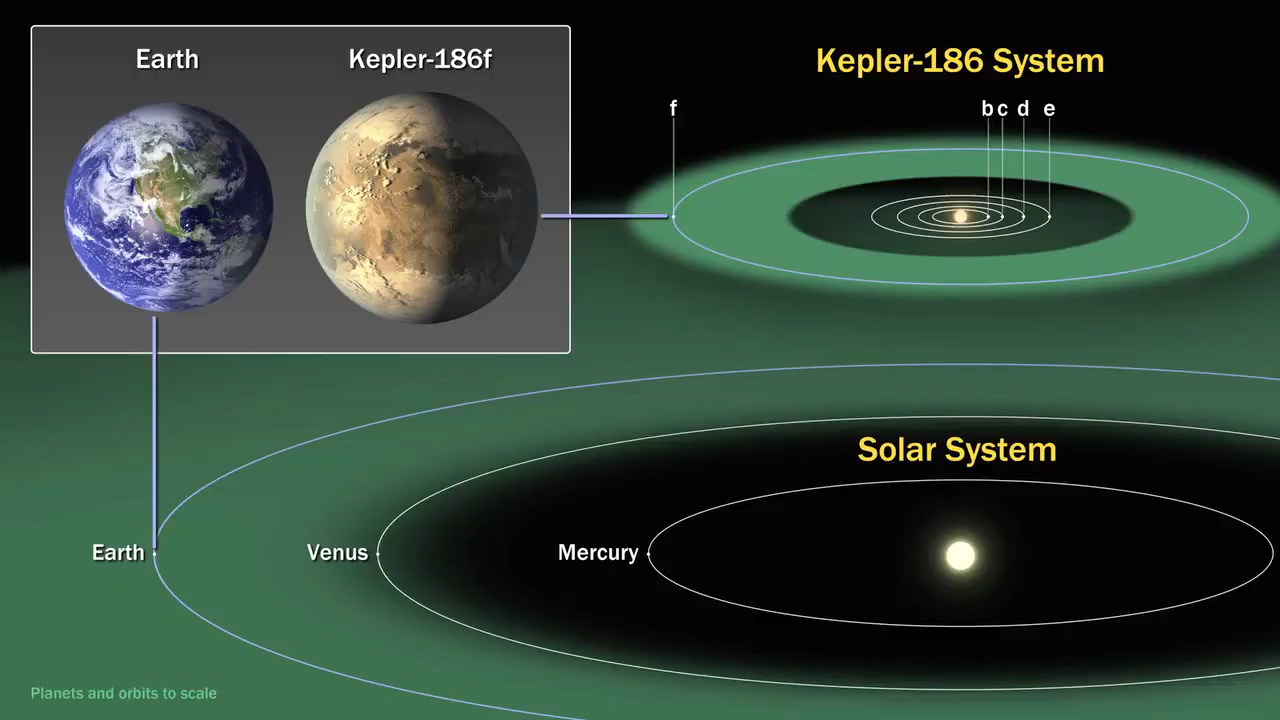 Earth
Kepler-186f
Kepler-186 System
f
b c d e
Solar System
Earth
Venus
Mercury
Planets and orbits to scale